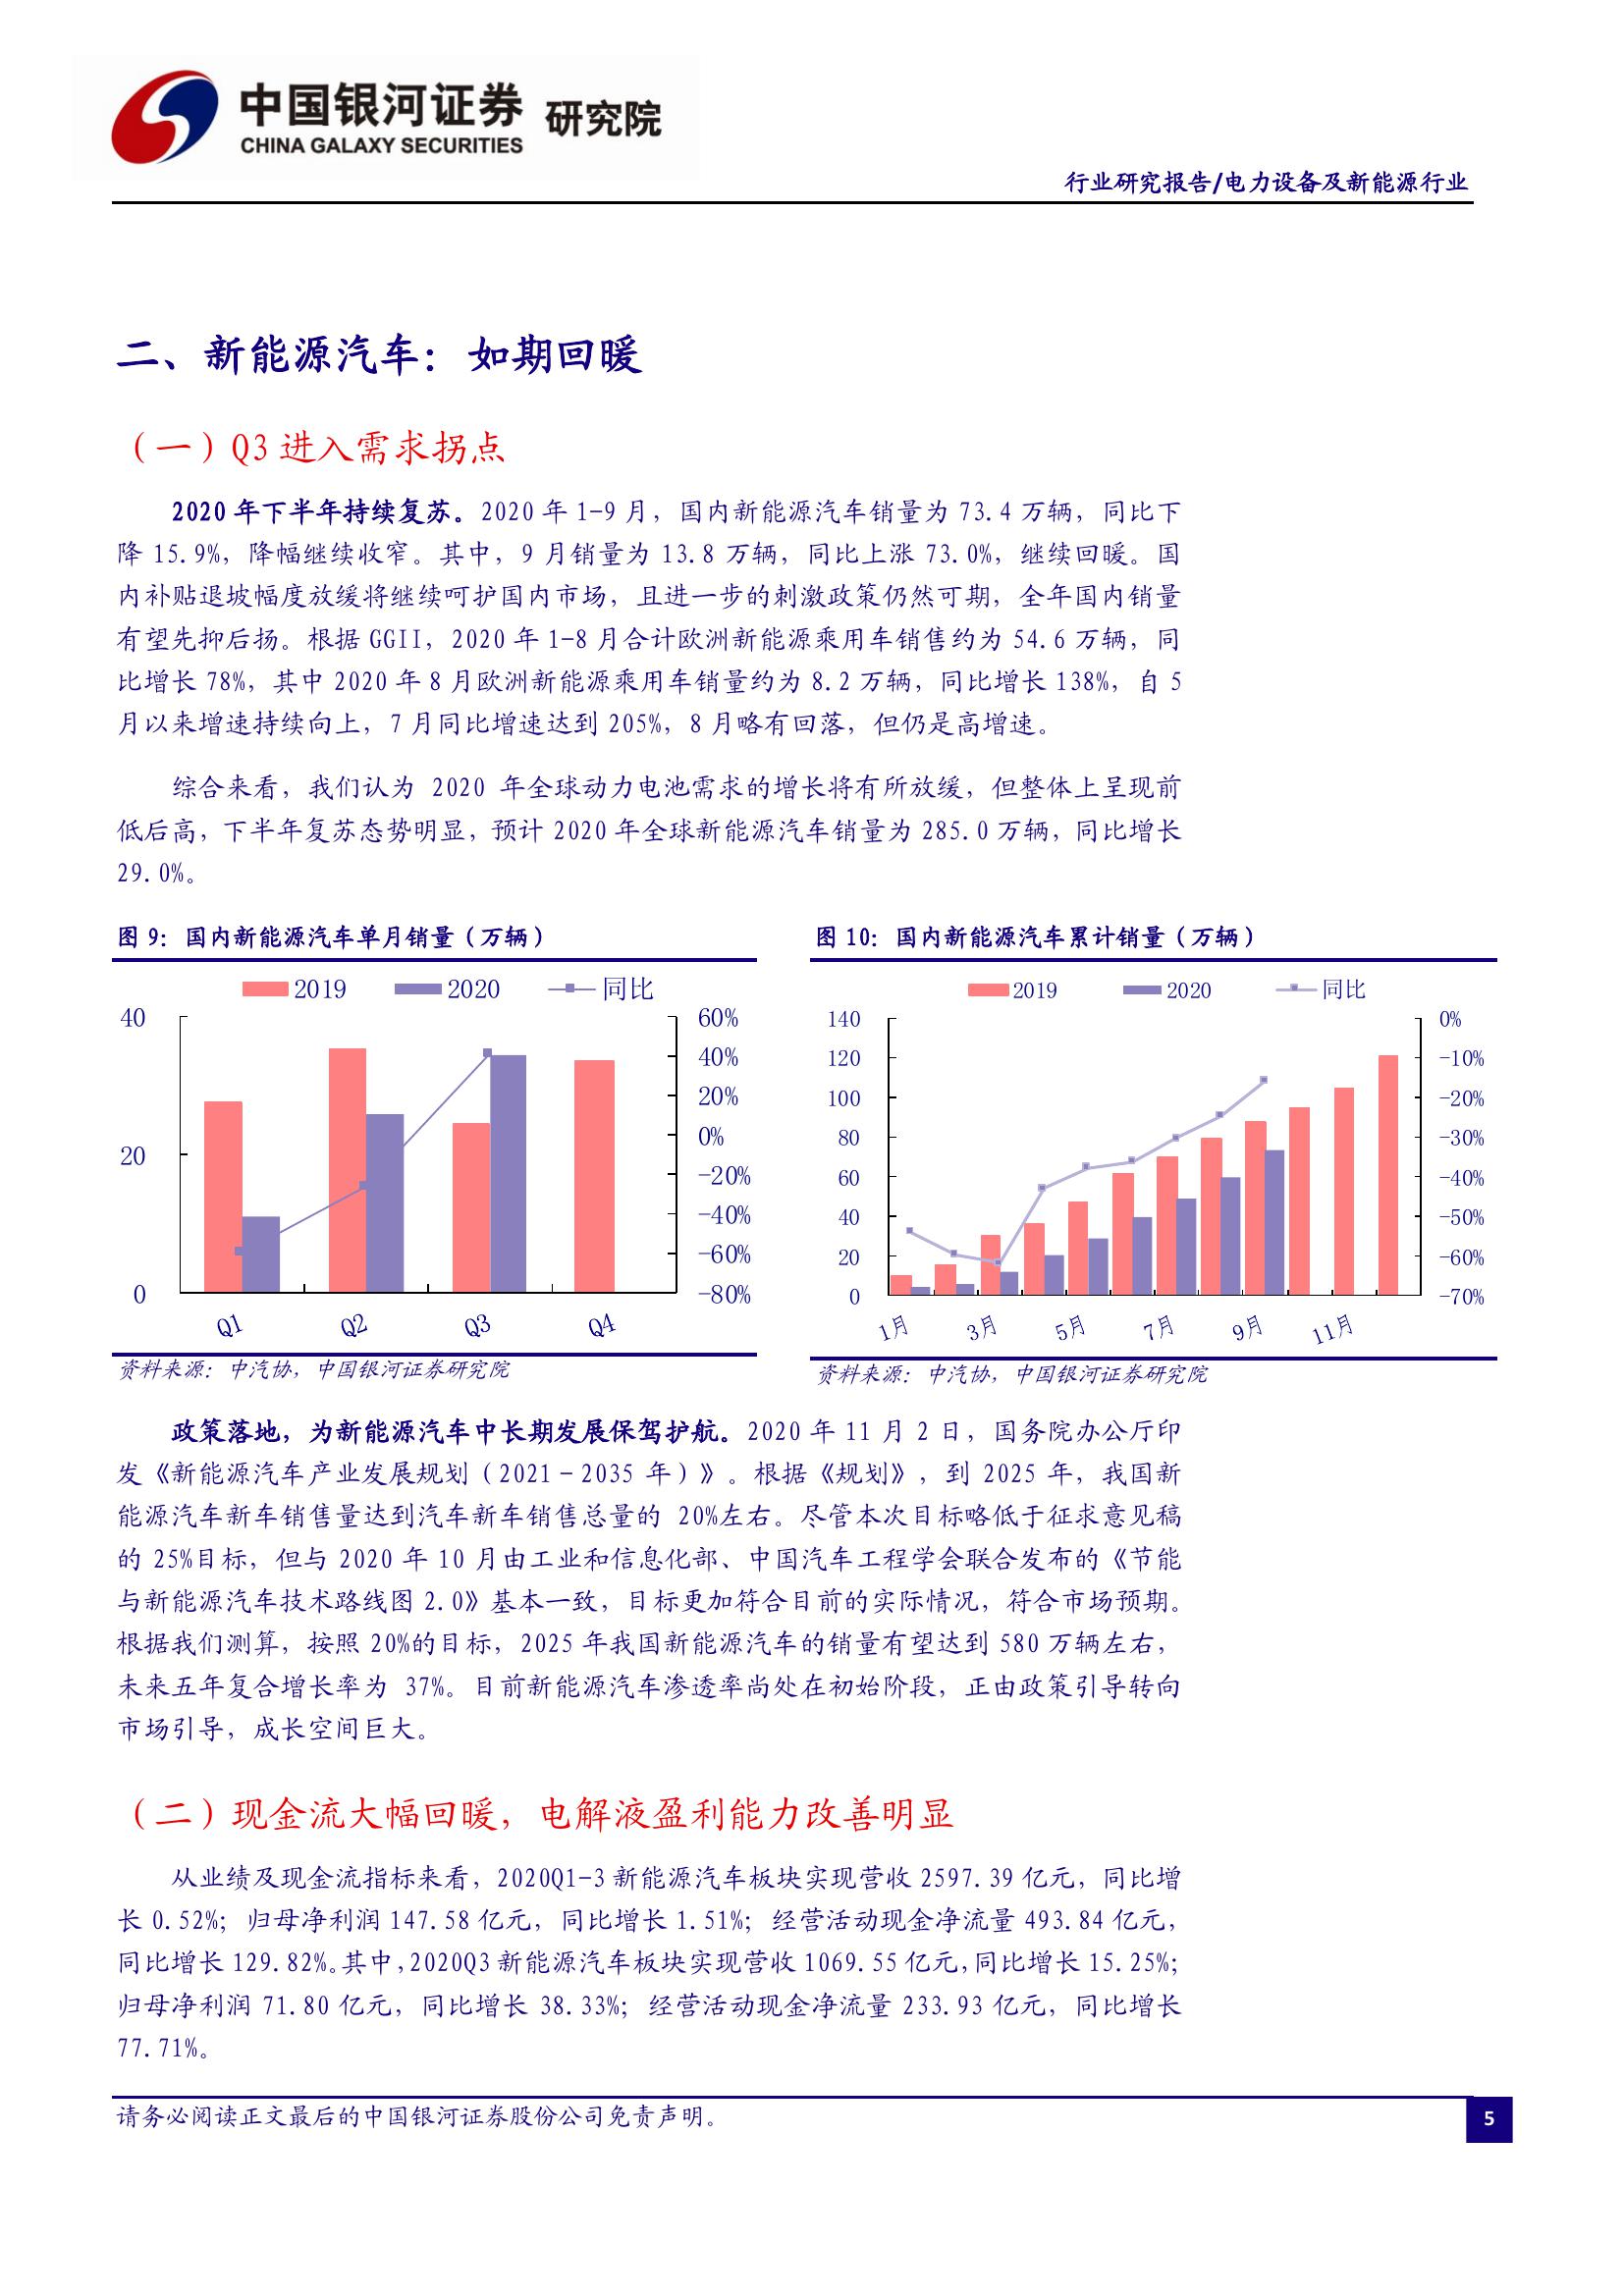 中国银河证券 研究院
CHINA GALAXY SECURITIES
行业研究报告/电力设备及新能源行业
二、新能源汽车：如期回暖
（一）Q3 进入需求拐点
2020 年下半年持续复苏。2020 年 1-9 月，国内新能源汽车销量为 73.4 万辆，同比下
降 15.9%，降幅继续收窄。其中，9 月销量为 13.8 万辆，同比上涨 73.0%，继续回暖。国
内补贴退坡幅度放缓将继续呵护国内市场，且进一步的刺激政策仍然可期，全年国内销量
有望先抑后扬。根据 GGII，2020 年 1-8 月合计欧洲新能源乘用车销售约为 54.6 万辆，同
比增长 78%，其中 2020 年 8 月欧洲新能源乘用车销量约为 8.2 万辆，同比增长 138%，自 5
月以来增速持续向上，7 月同比增速达到 205%，8 月略有回落，但仍是高增速。
综合来看，我们认为 2020 年全球动力电池需求的增长将有所放缓，但整体上呈现前
低后高，下半年复苏态势明显，预计 2020 年全球新能源汽车销量为 285.0 万辆，同比增长
29.0%。
图 9：国内新能源汽车单月销量（万辆）
2019 2020 同比
40
20
0
60%
40%
20%
0%
-20%
-40%
-60%
-80%
Q1 Q2 Q3 Q4
资料来源：中汽协，中国银河证券研究院
图 10：国内新能源汽车累计销量（万辆）
2019 2020 同比
140
120
100
80
60
40
20
0
0%
-10%
-20%
-30%
-40%
-50%
-60%
-70%
1月 3月 5月 7月 9月 11月
资料来源：中汽协，中国银河证券研究院
政策落地，为新能源汽车中长期发展保驾护航。2020 年 11 月 2 日，国务院办公厅印
发《新能源汽车产业发展规划（2021－2035 年）》。根据《规划》，到 2025 年，我国新
能源汽车新车销售量达到汽车新车销售总量的 20%左右。尽管本次目标略低于征求意见稿
的 25%目标，但与 2020 年 10 月由工业和信息化部、中国汽车工程学会联合发布的《节能
与新能源汽车技术路线图 2.0》基本一致，目标更加符合目前的实际情况，符合市场预期。
根据我们测算，按照 20%的目标，2025 年我国新能源汽车的销量有望达到 580 万辆左右，
未来五年复合增长率为 37%。目前新能源汽车渗透率尚处在初始阶段，正由政策引导转向
市场引导，成长空间巨大。
（二）现金流大幅回暖，电解液盈利能力改善明显
从业绩及现金流指标来看，2020Q1-3 新能源汽车板块实现营收 2597.39 亿元，同比增
长 0.52%；归母净利润 147.58 亿元，同比增长 1.51%；经营活动现金净流量 493.84 亿元，
同比增长 129.82%。其中，2020Q3 新能源汽车板块实现营收 1069.55 亿元，同比增长 15.25%；
归母净利润 71.80 亿元，同比增长 38.33%；经营活动现金净流量 233.93 亿元，同比增长
77.71%。
请务必阅读正文最后的中国银河证券股份公司免责声明。
5